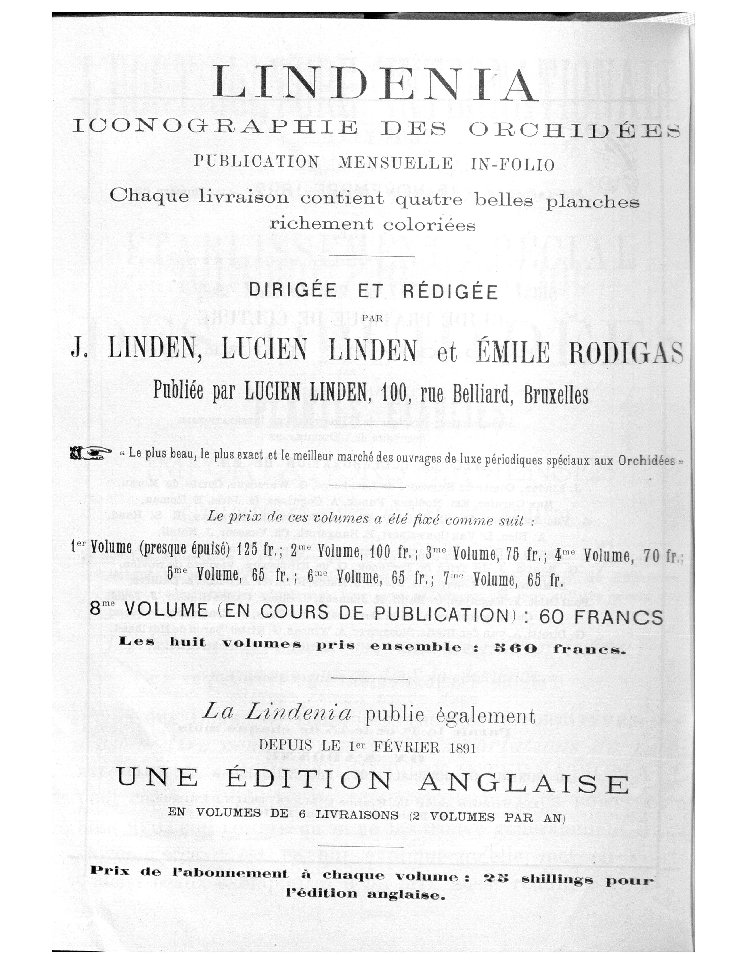 LINDENIA
ICONOGRAPHIE DES ORCHIDÉES
PUBLICATION MENSUELLE IN-FOLIO
Chaque livraison contient quatre belles planches
richement coloriées
DIRIGÉE ET RÉDIGÉE
PAR
J. LINDEN, LUCIEN LINDEN et ÉMILE RODIGAS
Publiée par LUCIEN LINDEN, 100, rue Belliard, Bruxelles
« Le plus beau, le plus exact et le meilleur marché des ouvrages de luxe périodiques spéciaux aux Orchidées »
Le prix de ces volumes a été fixé comme suit :
1er Volume (presque épuisé) 125 fr.; 2me Volume, 100 fr.; 3me Volume, 75 fr.; 4me Volume, 70 fr.;
5me Volume, 65 fr.; 6me Volume, 65 fr.; 7me Volume, 65 fr.
8me VOLUME (EN COURS DE PUBLICATION) : 60 FRANCS
Les huit volumes pris ensemble : 560 francs.
La Lindenia publie également
DEPUIS LE 1er FÉVRIER 1891
UNE ÉDITION ANGLAISE
EN VOLUMES DE 6 LIVRAISONS (2 VOLUMES PAR AN)
Prix de l'abonnement à chaque volume : 25 shillings pour
l'édition anglaise.